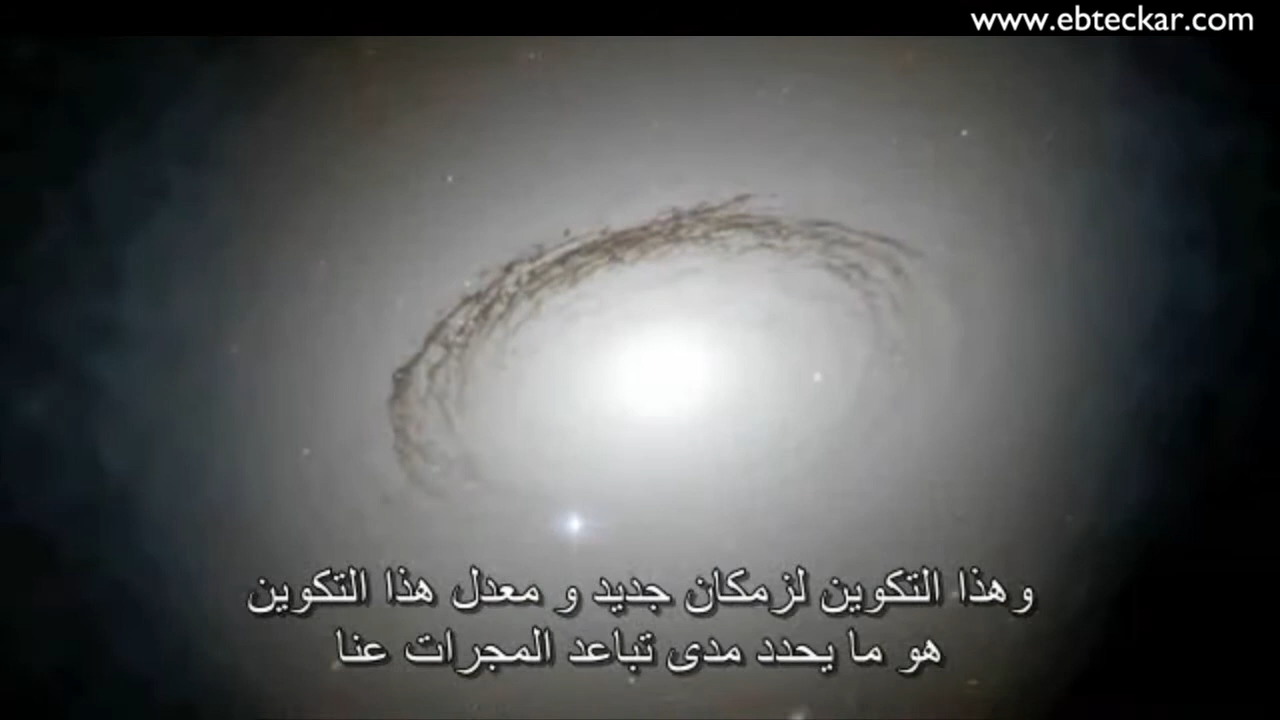 www.ebteckar.com
وهذا التكوين لزمكان جديد و معدل هذا التكوين
هو ما يحدد مدى تباعد المجرات عنا